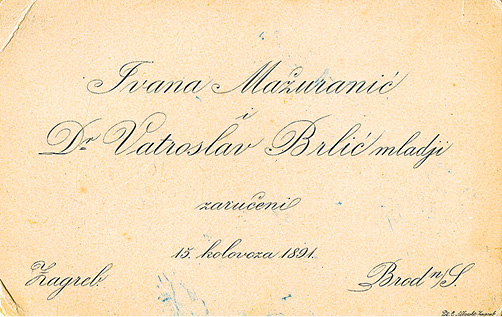 Ivana Mažuranić
i
Dr. Vatroslav Brlić mladji
zaručeni
15. kolovoza 1891.
Zagreb
Brod n/S.